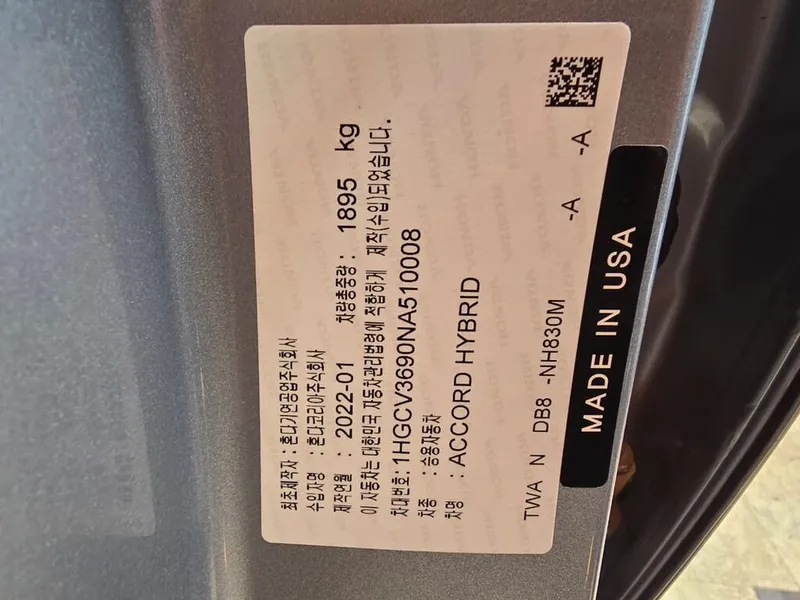 최초제작자 : 혼다기연공업주식회사
수입자명 : 혼다코리아주식회사
제작연월 : 2022-01 차량총중량 : 1895 kg
이 자동차는 대한민국 자동차관리법령에 적합하게 제작(수입)되었습니다.
차대번호: 1HGCV3690NA510008
차종 : 승용자동차
차명 : ACCORD HYBRID
TWA N DB8 -NH830M -A -A
MADE IN USA